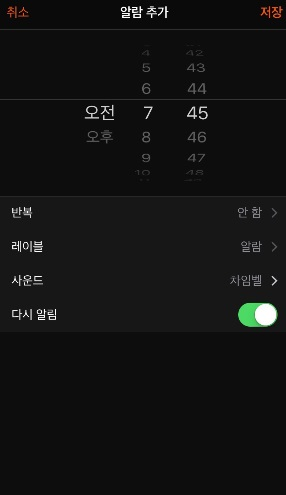 취소 알람 추가 저장
4 42
5 43
6 44
오전 7 45
오후 8 46
9 47
10 48
반복 안 함
레이블 알람
사운드 차임벨
다시 알림